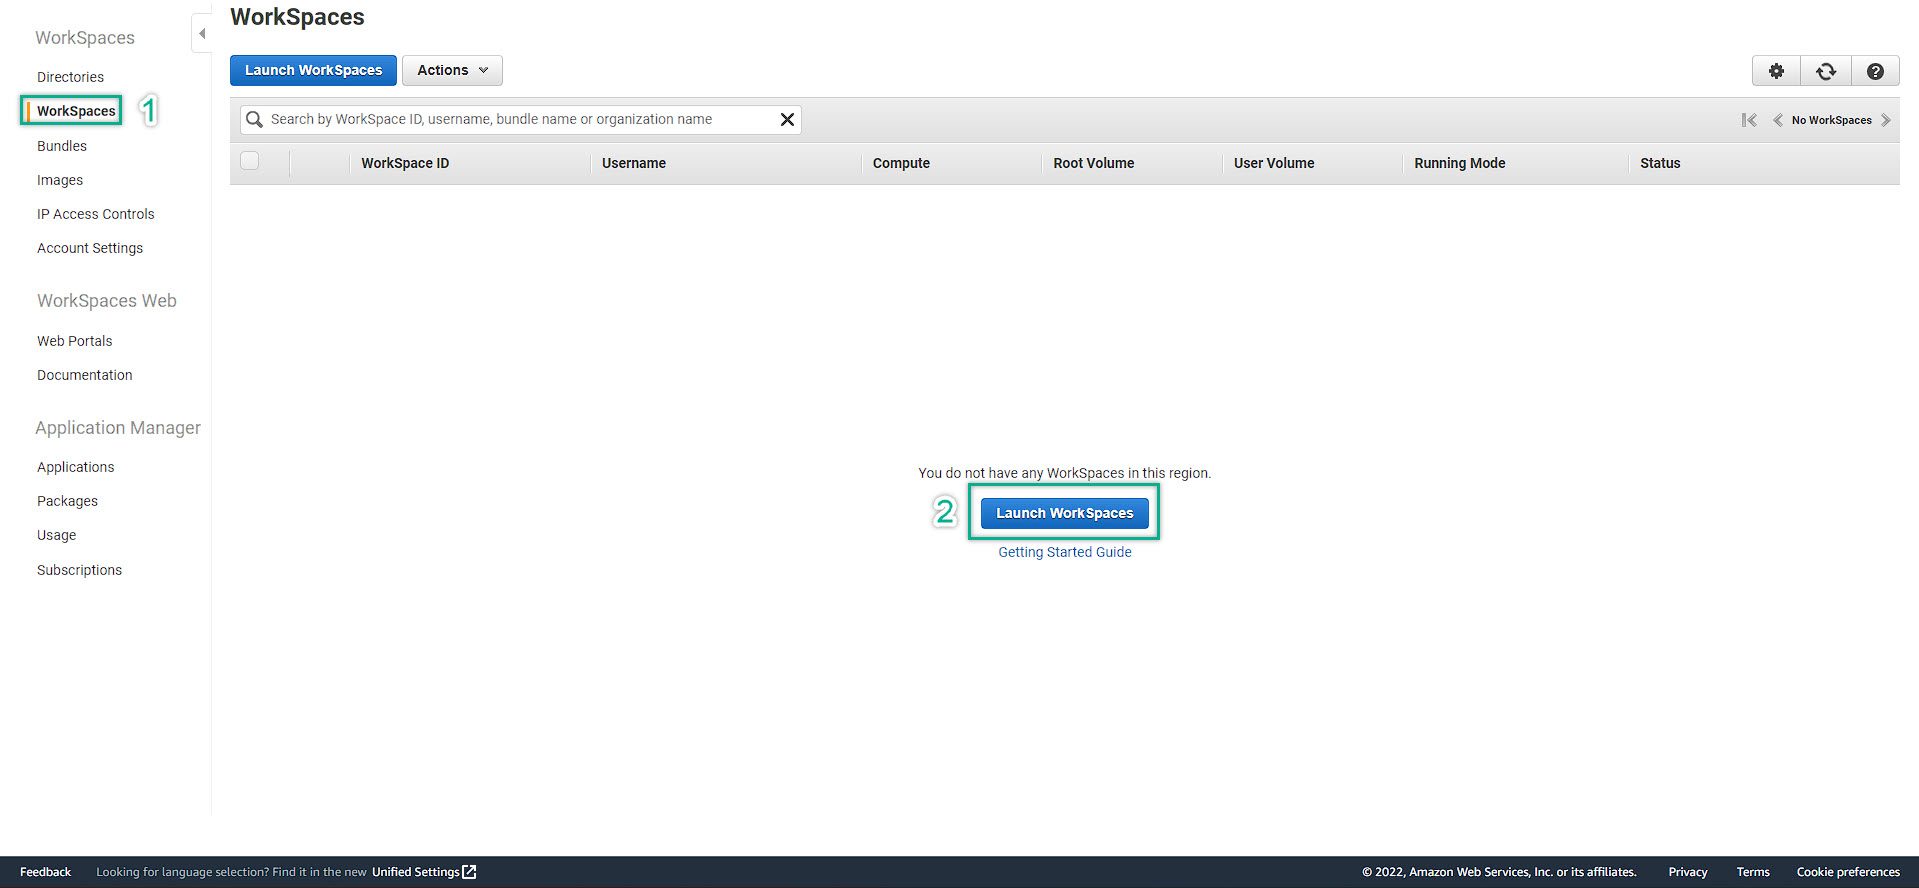 WorkSpaces
Directories
WorkSpaces 1
Bundles
Images
IP Access Controls
Account Settings
WorkSpaces Web
Web Portals
Documentation
Application Manager
Applications
Packages
Usage
Subscriptions
WorkSpaces
Launch WorkSpaces Actions
Search by WorkSpace ID, username, bundle name or organization name No WorkSpaces
WorkSpace ID Username Compute Root Volume User Volume Running Mode Status
You do not have any WorkSpaces in this region.
2 Launch WorkSpaces
Getting Started Guide
Feedback Looking for language selection? Find it in the new Unified Settings © 2022, Amazon Web Services, Inc. or its affiliates. Privacy Terms Cookie preferences